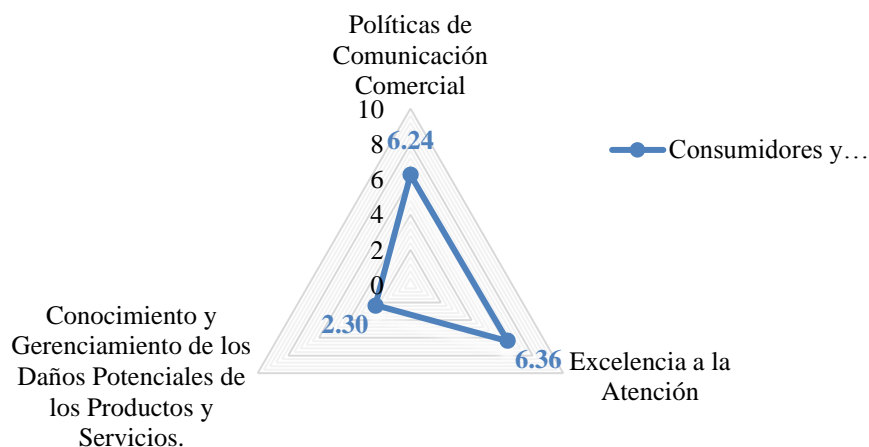 Políticas de
Comunicación
Comercial
10
8
6.24
6
4
2
0
Consumidores y…
Conocimiento y
Gerenciamiento de los
Daños Potenciales de
los Productos y
Servicios.
2.30
6.36
Excelencia a la
Atención